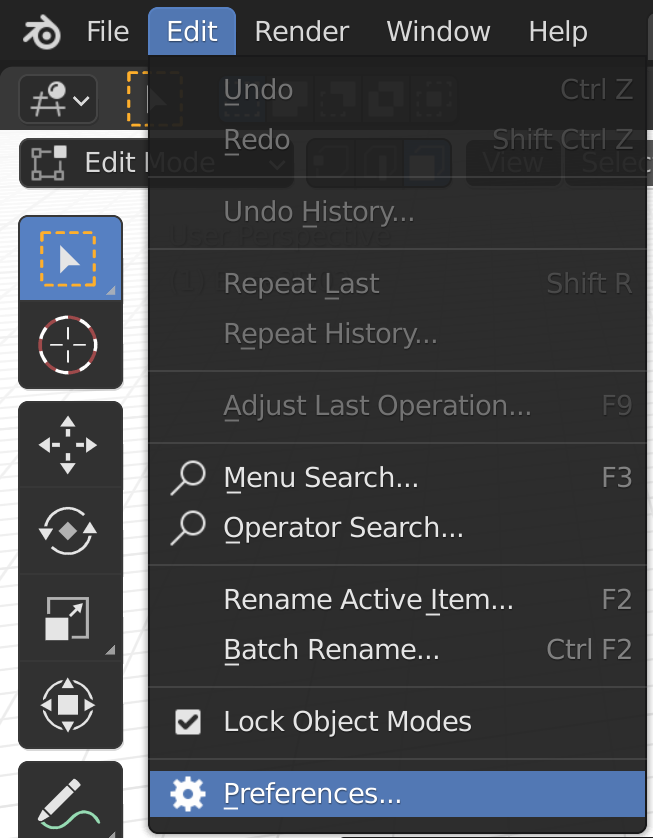 File Edit Render Window Help
Undo Ctrl Z
Redo Shift Ctrl Z
Edit Mode View Selec
Undo History...
User Perspective
Repeat Last Shift R
Repeat History...
Adjust Last Operation... F9
Menu Search... F3
Operator Search...
Rename Active Item... F2
Batch Rename... Ctrl F2
Lock Object Modes
Preferences...